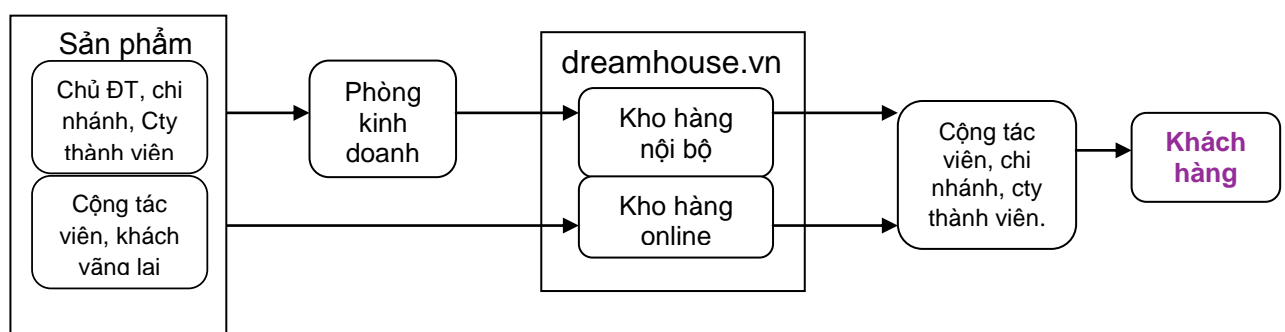 Sản phẩm
Chủ ĐT, chi
nhánh, Cty
thành viên
Cộng tác
viên, khách
vãng lai
Phòng
kinh
doanh
dreamhouse.vn
Kho hàng
nội bộ
Kho hàng
online
Cộng tác
viên, chi
nhánh, cty
thành viên.
Khách
hàng